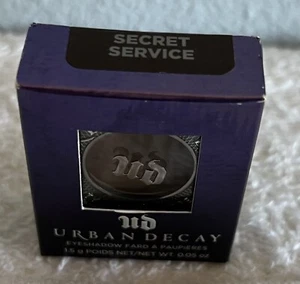 SECRET
SERVICE
UD
UD
URBAN DECAY
EYESHADOW FARD À PAUPIÈRES
1.5 g POIDS NET/NET WT. 0.05 oz